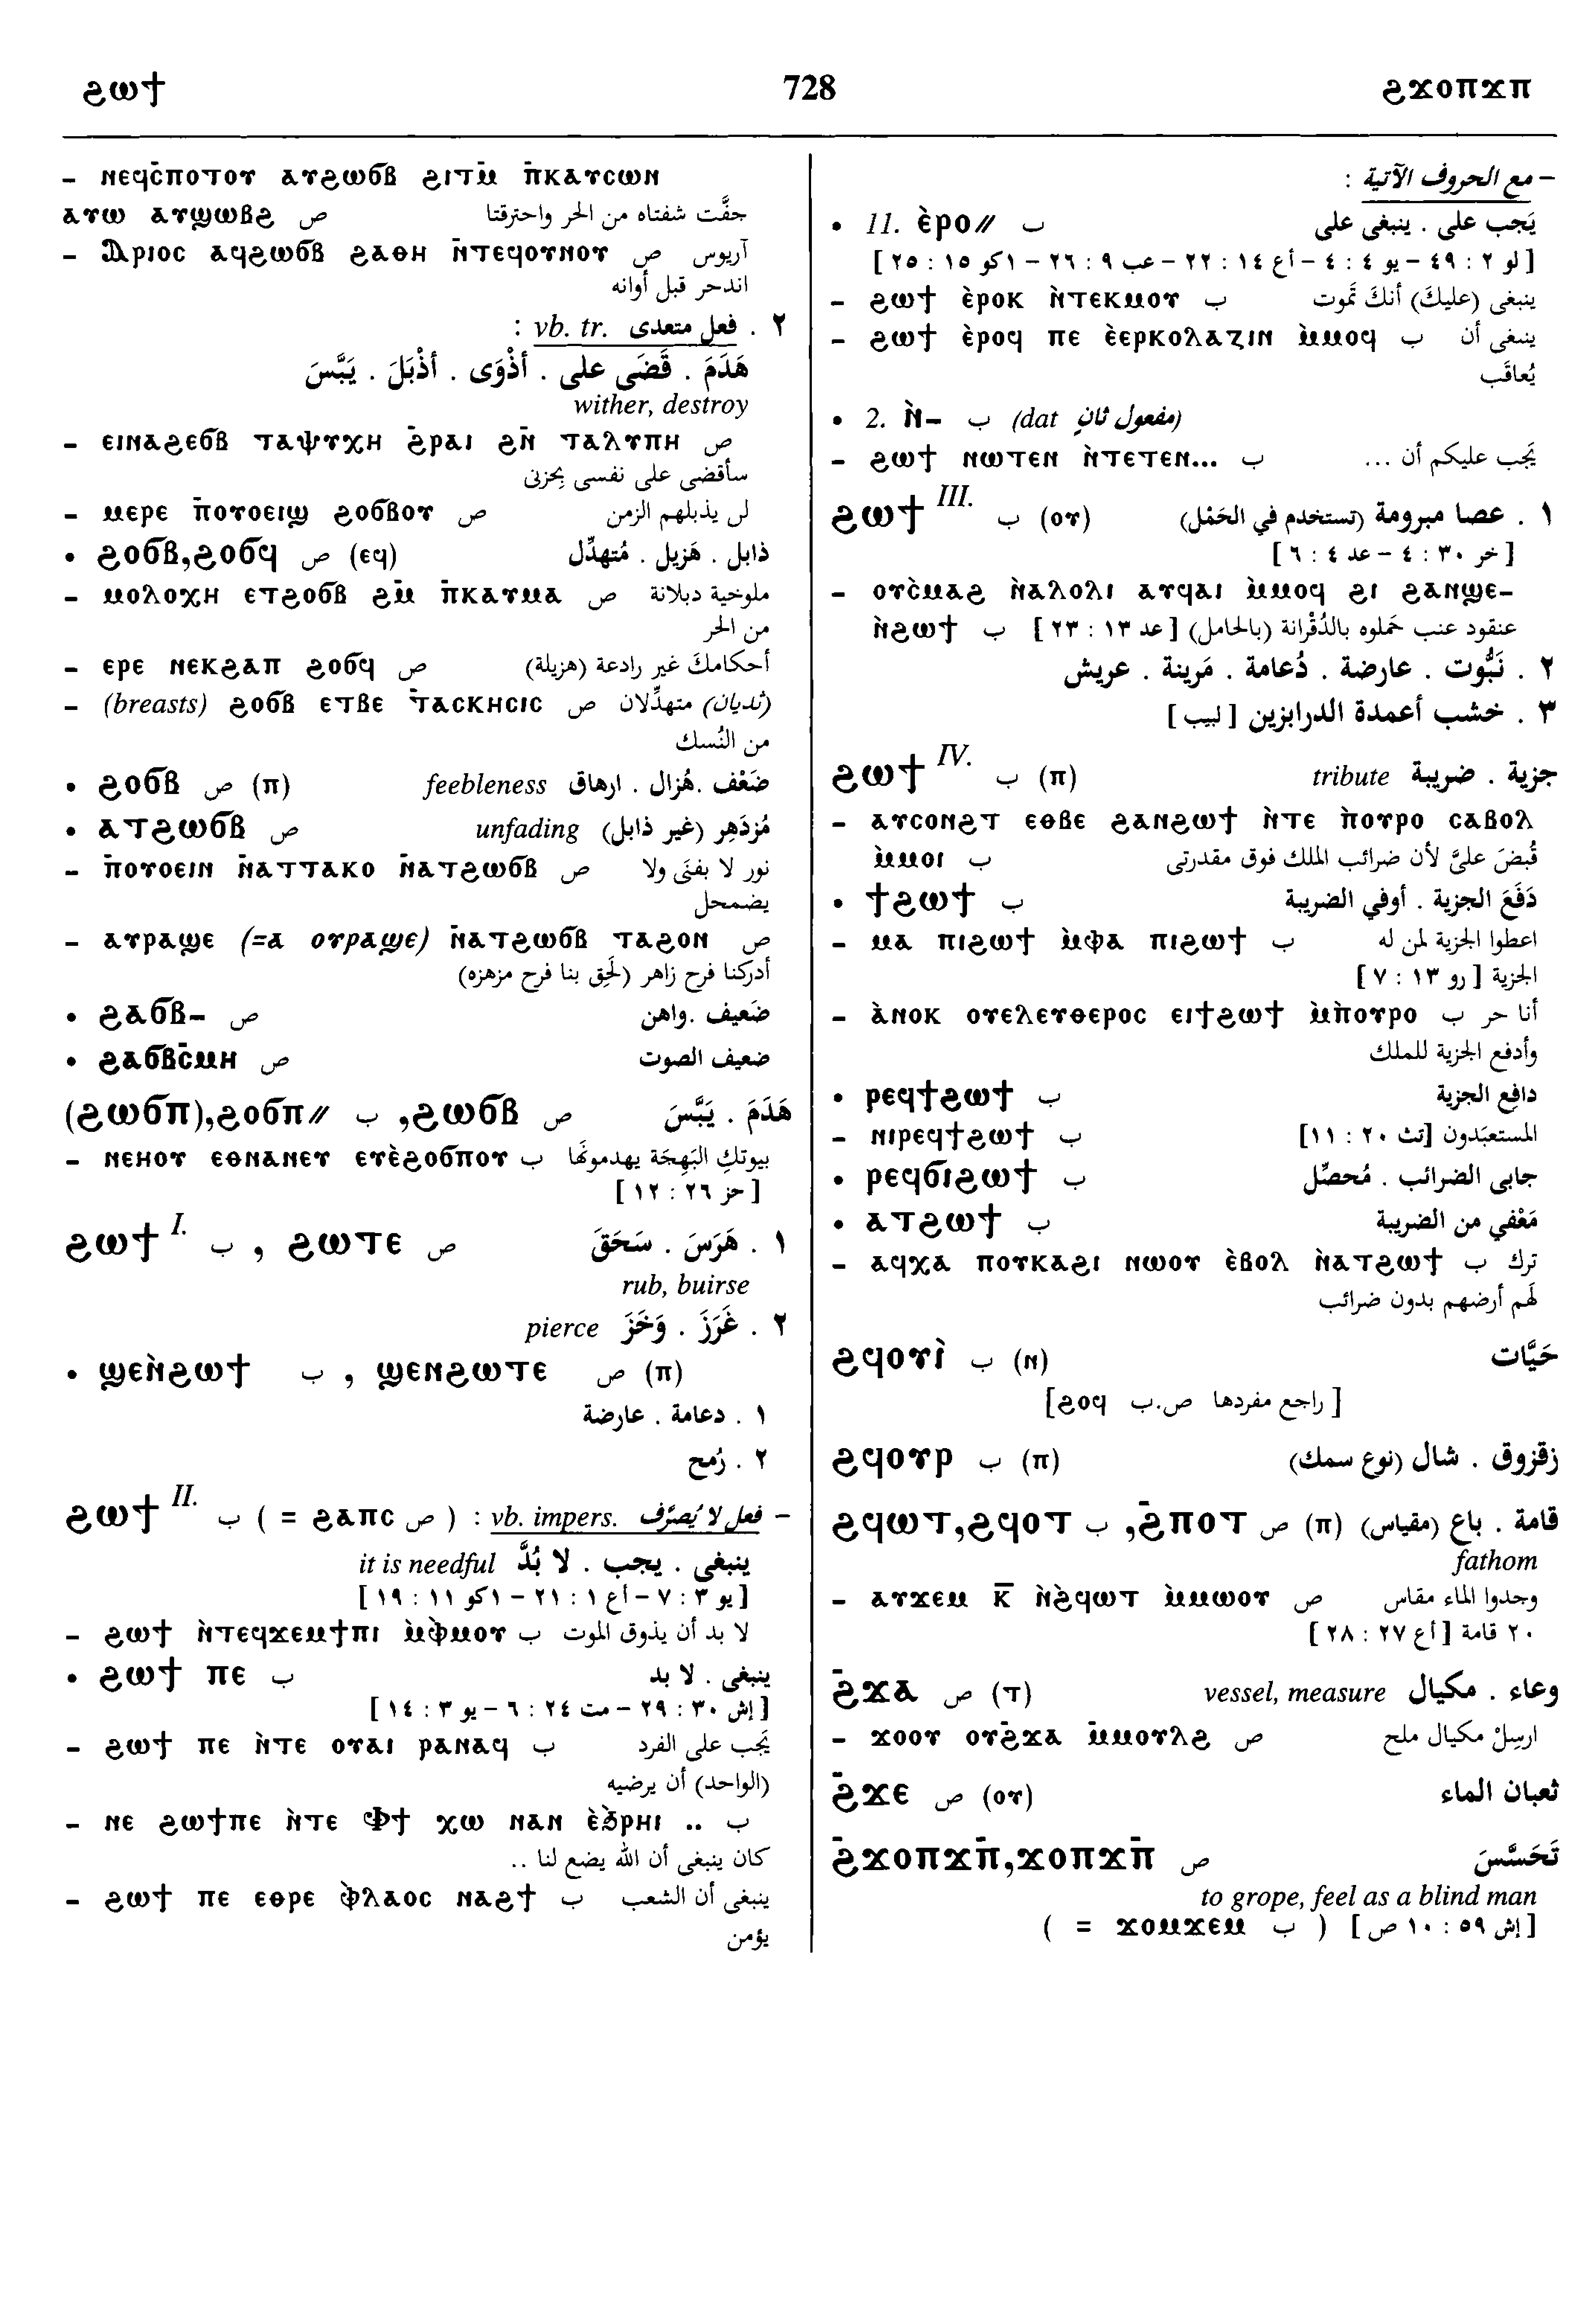 ϩⲱϯ 728 ϩϫⲟⲡϫⲡ
– ⲛⲉϥⲥ̄ⲡⲟⲧⲟⲩ ⲁⲩϩⲱϭⲃ ϩⲓⲧⲙ̄ ⲡ̄ⲕⲁⲩⲥⲱⲛ
ⲁⲩⲱ ⲁⲩϣⲱⲃϩ ص جفَّت شفتاه من الحر واحترقتا
– Ⲁⲣⲓⲟⲥ ⲁϥϩⲱϭⲃ ϩⲁⲑⲏ ⲛ̄ⲧⲉϥⲟⲩⲛⲟⲩ ص آريوس
اندحر قبل أوانه
٢ . فعل متعدى vb. tr. :
هَدَمَ . قَضَى على . أذْوَى . أذْبَلَ . يَبَّسَ
wither, destroy
– ⲉⲓⲛⲁϩⲉϭⲃ ⲧⲁⲯⲩⲭⲏ ϩ̄ⲣⲁⲓ ϩⲛ̄ ⲧⲁⲗⲩⲡⲏ ص
سأقضى على نفسى بحزنى
– ⲙⲉⲣⲉ ⲡ̄ⲟⲩⲟⲉⲓϣ ϩⲟϭⲃⲟⲩ ص لن يذبلهم الزمن
• ϩⲟϭⲃ,ϩⲟϭϥ ص (ⲉϥ) ذابل . هَزيل . مُتهدِّل
– ⲙⲟⲗⲟⲭⲏ ⲉⲧϩⲟϭⲃ ϩⲙ̄ ⲡ̄ⲕⲁⲩⲙⲁ ص ملوخية دبلانة
من الحر
– ⲉⲣⲉ ⲛⲉⲕϩⲁⲡ ϩⲟϭϥ ص أحكامك غير رادعة (هزيلة)
– (breasts) ϩⲟϭⲃ ⲉⲧⲃⲉ ⲧ̄ⲁⲥⲕⲏⲥⲓⲥ ص (ثديان) متهدِّلان
من النُسك
• ϩⲟϭⲃ ص (ⲡ) feebleness ضَعْف .هُزال . ارهاق
• ⲁⲧϩⲱϭⲃ ص unfading مُزدَهِر (غير ذابل)
– ⲡ̄ⲟⲩⲟⲉⲓⲛ ⲛ̄ⲁⲧⲧⲁⲕⲟ ⲛ̄ⲁⲧϩⲱϭⲃ ص نور لا يفنَى ولا
يضمحل
– ⲁⲩⲣⲁϣⲉ (=ⲁ ⲟⲩⲣⲁϣⲉ) ⲛ̄ⲁⲧϩⲱϭⲃ ⲧⲁϩⲟⲛ ص
أدركنا فرح زاهر (لَحِق بنا فرح مزهزه)
• ϩⲁϭⲃ– ص ضَعيف .واهن
• ϩⲁϭⲃⲥ̄ⲙⲏ ص ضعيف الصوت
(ϩⲱϭⲡ),ϩⲟϭⲡ// ب ,ϩⲱϭⲃ ص هَدَمَ . يَبَّسَ
– ⲛⲉⲏⲟⲩ ⲉⲑⲛⲁⲛⲉⲩ ⲉⲩⲉ̀ϩⲟϭⲡⲟⲩ ب بيوتكِ البَهِجَة يهدمونَها
[حز ٢٦ : ١٢ ]
ϩⲱϯ I. ب , ϩⲱⲧⲉ ص ١ . هَرَسَ . سَحَقَ
rub, buirse
٢ . غَرَزَ . وَخَزَ pierce
• ϣⲉⲛ̀ϩⲱϯ ب , ϣⲉⲛϩⲱⲧⲉ ص (ⲡ)
١ . دعامة . عارضة
٢ . رُمح
ϩⲱϯ II. ب ( = ϩⲁⲡⲥ ص ) : vb. impers. فعل لا يُصرَّف –
it is needful ينبغى . يجب . لا بُدَّ
[يو ٣ : ٧ – أع ١ : ٢١ – ١كو ١١ : ١٩ ]
– ϩⲱϯ ⲛ̀ⲧⲉϥϫⲉⲙϯⲡⲓ ⲙ̀ⲫ̀ⲙⲟⲩ ب لا بد أن يذوق الموت
• ϩⲱϯ ⲡⲉ ب ينبغى . لا بد
[إش ٣٠ : ٢٩ – مت ٢٤ : ٦ – يو ٣ : ١٤ ]
– ϩⲱϯ ⲡⲉ ⲛ̀ⲧⲉ ⲟⲩⲁⲓ ⲣⲁⲛⲁϥ ب يَجب على الفرد
(الواحد) أن يرضيه
– ⲛⲉ ϩⲱϯⲡⲉ ⲛ̀ⲧⲉ Ⲫϯ ⲭⲱ ⲛⲁⲛ ⲉ̀ϧⲣⲏⲓ .. ب
كان ينبغى أن الله يضع لنا ..
– ϩⲱϯ ⲡⲉ ⲉⲑⲣⲉ ⲫ̀ⲗⲁⲟⲥ ⲛⲁϩϯ ب ينبغى أن الشعب
يؤمن
– مع الحروف الآتية :
• 11. ⲉ̀ⲣⲟ// ب يَجب على . ينبغى على
[لو ٢ : ٤٩ – يو ٤ : ٤ – أع ١٤ : ٢٢ – عب ٩ : ٢٦ – ١كو ١٥ : ٢٥ ]
– ϩⲱϯ ⲉ̀ⲣⲟⲕ ⲛ̀ⲧⲉⲕⲙⲟⲩ ب ينبغى (عليكَ) أنكَ تَموت
– ϩⲱϯ ⲉ̀ⲣⲟϥ ⲡⲉ ⲉ̀ⲉⲣⲕⲟⲗⲁⲍⲓⲛ ⲙ̀ⲙⲟϥ ب ينبغى أن
يُعاقَب
• 2. ⲛ̀– ب (dat مفعول ثانٍ)
– ϩⲱϯ ⲛⲱⲧⲉⲛ ⲛ̀ⲧⲉⲧⲉⲛ... ب يَجب عليكم أن ...
ϩⲱϯ III. ب (ⲟⲩ) ١ . عصا مبرومة (تستخدم في الحَمْل)
[خر ٣٠ : ٤ – عد ٤ : ٦ ]
– ⲟⲩⲥ̀ⲙⲁϩ ⲛ̀ⲁⲗⲟⲗⲓ ⲁⲩϥⲁⲓ ⲙ̀ⲙⲟϥ ϩⲓ ϩⲁⲛϣⲉ–
ⲛ̀ϩⲱϯ ب عنقود عنب حَملوه بالدُقْرانة (بالحامل) [عد ١٣ : ٢٣ ]
٢ . نَبُّوت . عارضة . دُعامة . مَرينة . عريش
٣ . خشب أعمدة الدرابزين [لبيب ]
ϩⲱϯ IV. ب (ⲡ) tribute جزية . ضريبة
– ⲁⲩⲥⲟⲛϩⲧ ⲉⲑⲃⲉ ϩⲁⲛϩⲱϯ ⲛ̀ⲧⲉ ⲡ̀ⲟⲩⲣⲟ ⲥⲁⲃⲟⲗ
ⲙ̀ⲙⲟⲓ ب قُبضَ علىَّ لأن ضرائب الملك فوق مقدرتى
• ϯϩⲱϯ ب دَفَعَ الجزية . أوفي الضريبة
– ⲙⲁ ⲡⲓϩⲱϯ ⲙ̀ⲫⲁ ⲡⲓϩⲱϯ ب اعطوا الجزية لمن له
الجزية [رو ١٣ : ٧ ]
– ⲁ̀ⲛⲟⲕ ⲟⲩⲉⲗⲉⲩⲑⲉⲣⲟⲥ ⲉⲓϯϩⲱϯ ⲙ̀ⲡ̀ⲟⲩⲣⲟ ب أنا حر
وأدفع الجزية للملك
• ⲣⲉϥϯϩⲱϯ ب دافع الجزية
– ⲛⲓⲣⲉϥϯϩⲱϯ ب المستعبَدون [تث ٢٠ : ١١]
• ⲣⲉϥϭⲓϩⲱϯ ب جابى الضرائب . مُحصِّل
• ⲁⲧϩⲱϯ ب مَعْفي من الضريبة
– ⲁϥⲭⲁ ⲡⲟⲩⲕⲁϩⲓ ⲛⲱⲟⲩ ⲉ̀ⲃⲟⲗ ⲛ̀ⲁⲧϩⲱϯ ب ترك
لَهم أرضهم بدون ضرائب
ϩϥⲟⲩⲓ̀ ب (ⲛ) حَيَّات
[راجع مفردها ص.ب ϩⲟϥ]
ϩϥⲟⲩⲣ ب (ⲡ) زقزوق . شال (نوع سمك)
ϩϥⲱⲧ,ϩϥⲟⲧ ب ,ϩ̄ⲡⲟⲧ ص (ⲡ) قامة . باع (مقياس)
fathom
– ⲁⲩϫⲉⲙ ⲕ̄ ⲛ̀ϩ̀ϥⲱⲧ ⲙ̀ⲙⲱⲟⲩ ص وجدوا الماء مقاس
٢٠ قامة [أع ٢٧ : ٢٨ ]
ϩ̄ϫⲁ ص (ⲧ) vessel, measure وعاء . مكيال
– ϫⲟⲟⲩ ⲟⲩϩ̄ϫⲁ ⲙ̄ⲙⲟⲩⲗϩ ص ارسِلْ مكيال ملح
ϩ̄ϫⲉ ص (ⲟⲩ) ثعبان الماء
ϩ̄ϫⲟⲡϫⲡ̄,ϫⲟⲡϫⲡ̄ ص تَحَسَّسَ
to grope, feel as a blind man
[إش ٥٩ : ١٠ ص] ( ب ϫⲟⲙϫⲉⲙ = )